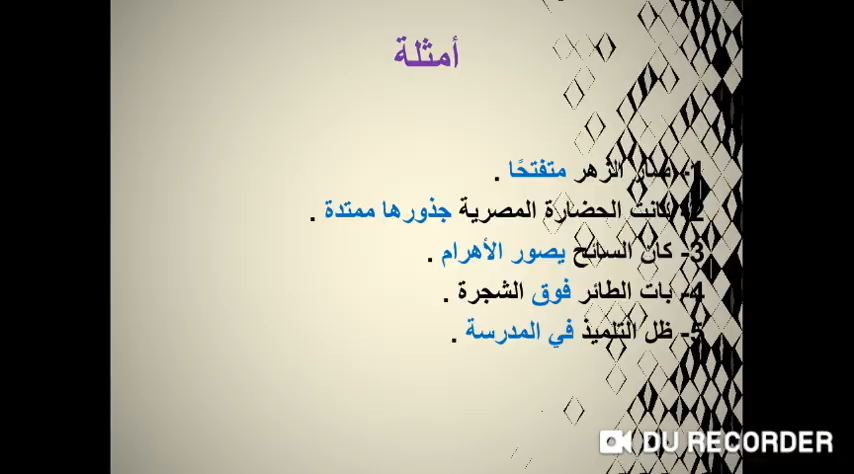 أمثلة
1- صار الزهر متفتحًا .
2- كانت الحضارة المصرية جذورها ممتدة .
3- كان السائح يصور الأهرام .
4- بات الطائر فوق الشجرة .
5- ظل التلميذ في المدرسة .
DU RECORDER